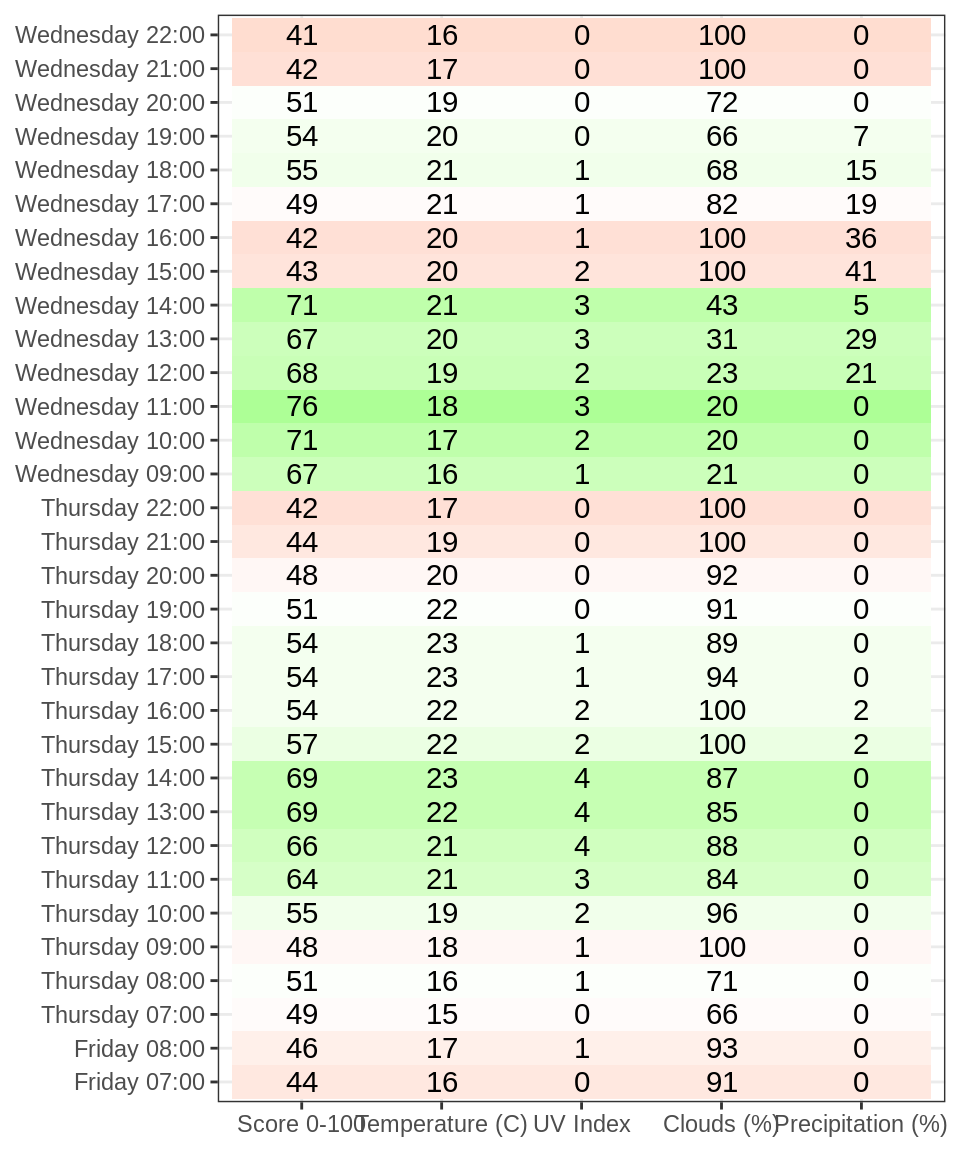 Wednesday 22:00 41 16 0 100 0
Wednesday 21:00 42 17 0 100 0
Wednesday 20:00 51 19 0 72 0
Wednesday 19:00 54 20 0 66 7
Wednesday 18:00 55 21 1 68 15
Wednesday 17:00 49 21 1 82 19
Wednesday 16:00 42 20 1 100 36
Wednesday 15:00 43 20 2 100 41
Wednesday 14:00 71 21 3 43 5
Wednesday 13:00 67 20 3 31 29
Wednesday 12:00 68 19 2 23 21
Wednesday 11:00 76 18 3 20 0
Wednesday 10:00 71 17 2 20 0
Wednesday 09:00 67 16 1 21 0
Thursday 22:00 42 17 0 100 0
Thursday 21:00 44 19 0 100 0
Thursday 20:00 48 20 0 92 0
Thursday 19:00 51 22 0 91 0
Thursday 18:00 54 23 1 89 0
Thursday 17:00 54 23 1 94 0
Thursday 16:00 54 22 2 100 2
Thursday 15:00 57 22 2 100 2
Thursday 14:00 69 23 4 87 0
Thursday 13:00 69 22 4 85 0
Thursday 12:00 66 21 4 88 0
Thursday 11:00 64 21 3 84 0
Thursday 10:00 55 19 2 96 0
Thursday 09:00 48 18 1 100 0
Thursday 08:00 51 16 1 71 0
Thursday 07:00 49 15 0 66 0
Friday 08:00 46 17 1 93 0
Friday 07:00 44 16 0 91 0
Score 0-100 Temperature (C) UV Index Clouds (%) Precipitation (%)